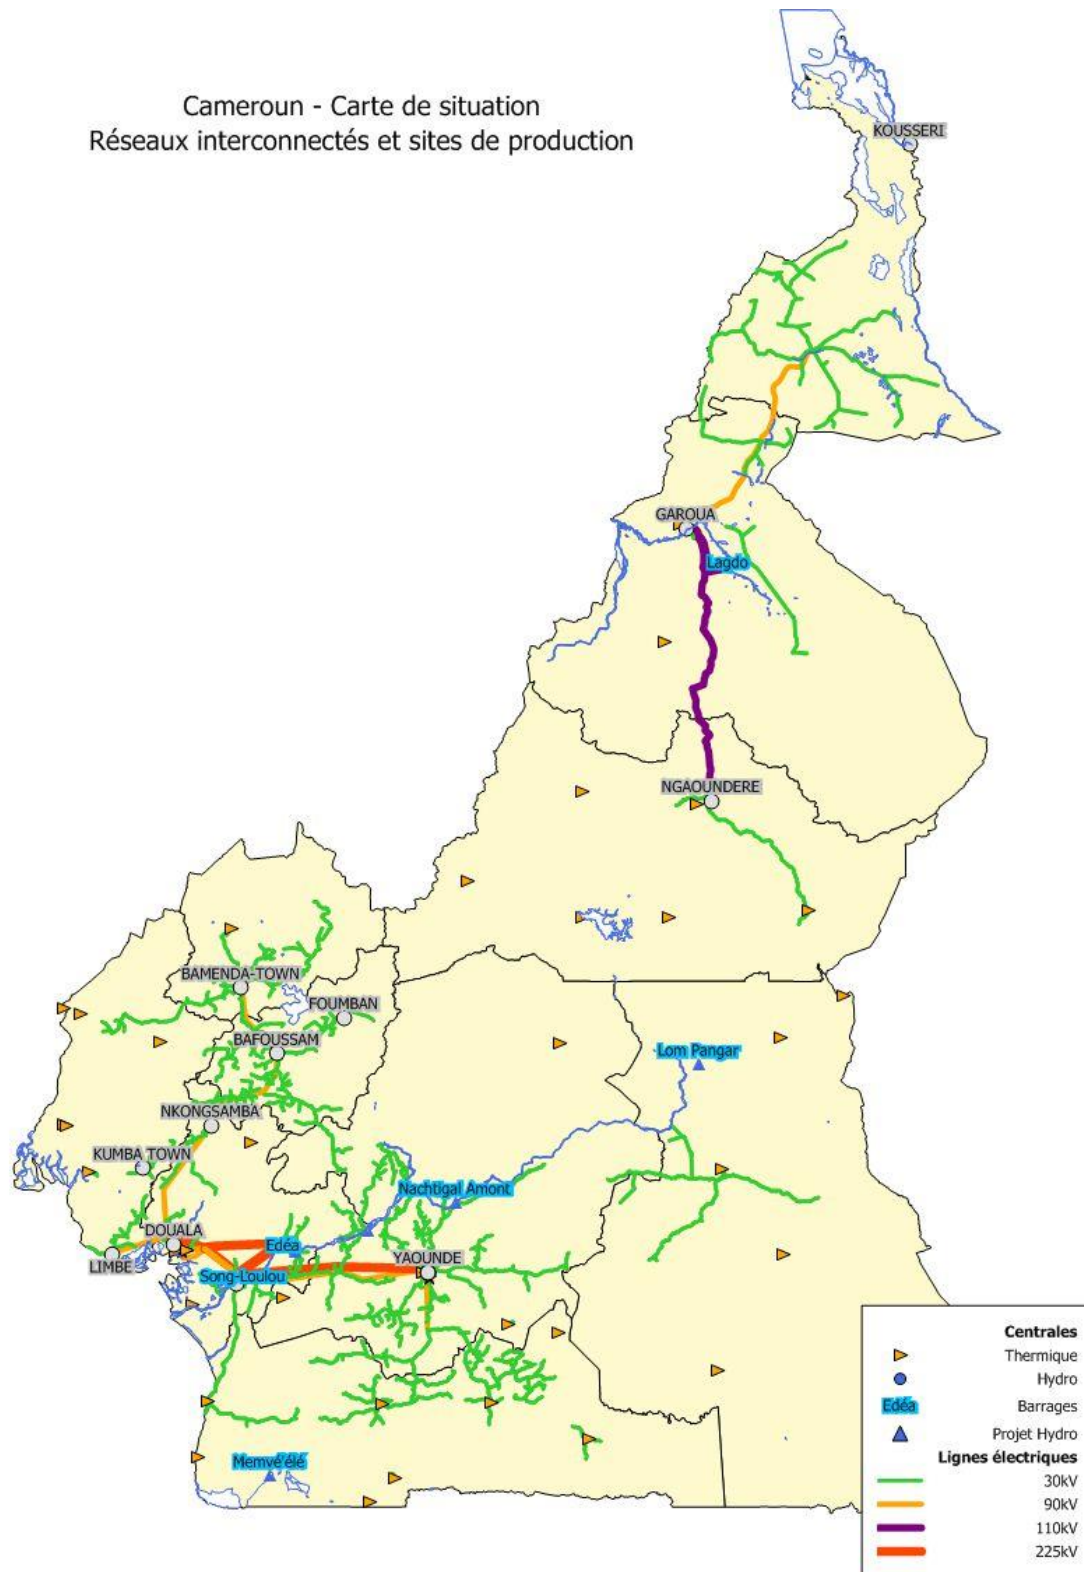 Cameroun - Carte de situation
Réseaux interconnectés et sites de production
KOUSSERI
GAROUA
Lagdo
NGAOUNDERE
BAMENDA-TOWN
FOUMBAN
BAFOUSSAM
Lom Pangar
NKONGSAMBA
KUMBA TOWN
Nachtigal Amont
DOUALA
Edéa
LIMBE
YAOUNDE
Song-Loulou
Memvé'élé
Centrales
Thermique
Hydro
Edéa Barrages
Projet Hydro
Lignes électriques
30kV
90kV
110kV
225kV